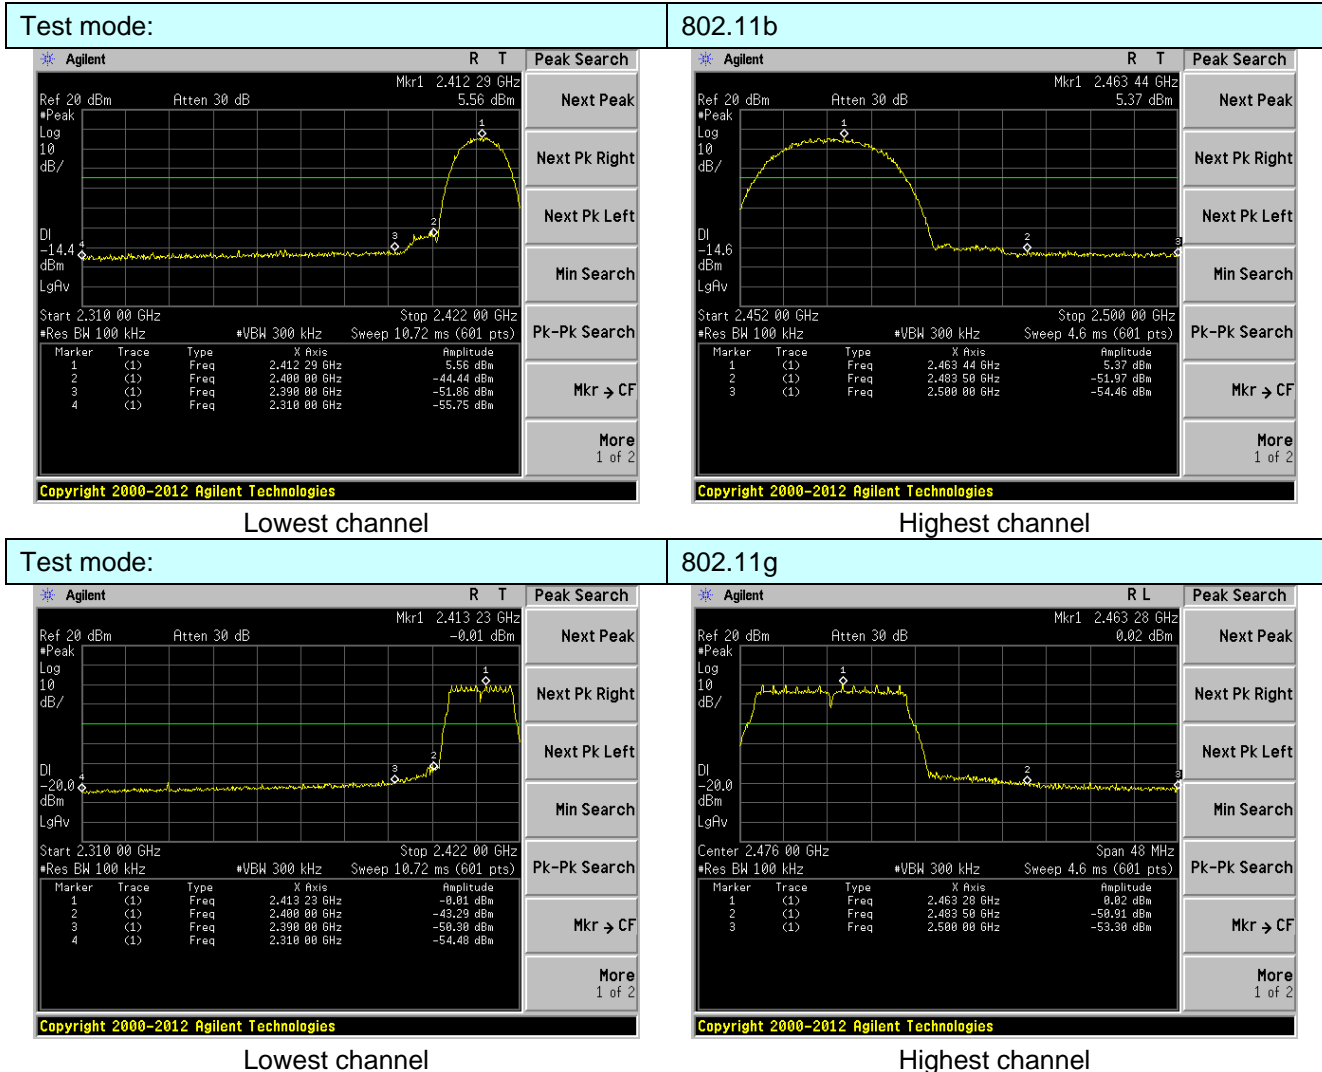 Test mode: 802.11b
Agilent R T Peak Search
Mkr1 2.412 29 GHz
Ref 20 dBm Atten 30 dB 5.56 dBm
#Peak
Log
10
dB/
1
2
3
4
DI
-14.4
dBm
LgAv
Start 2.310 00 GHz Stop 2.422 00 GHz
#Res BW 100 kHz #VBW 300 kHz Sweep 10.72 ms (601 pts)
Marker Trace Type X Axis Amplitude
1 (1) Freq 2.412 29 GHz 5.56 dBm
2 (1) Freq 2.400 00 GHz -44.44 dBm
3 (1) Freq 2.390 00 GHz -51.86 dBm
4 (1) Freq 2.310 00 GHz -55.75 dBm
Next Peak
Next Pk Right
Next Pk Left
Min Search
Pk-Pk Search
Mkr → CF
More
1 of 2
Copyright 2000-2012 Agilent Technologies
Lowest channel
Agilent R T Peak Search
Mkr1 2.463 44 GHz
Ref 20 dBm Atten 30 dB 5.37 dBm
#Peak
Log
10
dB/
1
2
3
DI
-14.6
dBm
LgAv
Start 2.452 00 GHz Stop 2.500 00 GHz
#Res BW 100 kHz #VBW 300 kHz Sweep 4.6 ms (601 pts)
Marker Trace Type X Axis Amplitude
1 (1) Freq 2.463 44 GHz 5.37 dBm
2 (1) Freq 2.483 50 GHz -51.97 dBm
3 (1) Freq 2.500 00 GHz -54.46 dBm
Next Peak
Next Pk Right
Next Pk Left
Min Search
Pk-Pk Search
Mkr → CF
More
1 of 2
Copyright 2000-2012 Agilent Technologies
Highest channel
Test mode: 802.11g
Agilent R T Peak Search
Mkr1 2.413 23 GHz
Ref 20 dBm Atten 30 dB -0.01 dBm
#Peak
Log
10
dB/
1
2
3
4
DI
-20.0
dBm
LgAv
Start 2.310 00 GHz Stop 2.422 00 GHz
#Res BW 100 kHz #VBW 300 kHz Sweep 10.72 ms (601 pts)
Marker Trace Type X Axis Amplitude
1 (1) Freq 2.413 23 GHz -0.01 dBm
2 (1) Freq 2.400 00 GHz -43.29 dBm
3 (1) Freq 2.390 00 GHz -50.30 dBm
4 (1) Freq 2.310 00 GHz -54.48 dBm
Next Peak
Next Pk Right
Next Pk Left
Min Search
Pk-Pk Search
Mkr → CF
More
1 of 2
Copyright 2000-2012 Agilent Technologies
Lowest channel
Agilent R L Peak Search
Mkr1 2.463 28 GHz
Ref 20 dBm Atten 30 dB 0.02 dBm
#Peak
Log
10
dB/
1
2
3
DI
-20.0
dBm
LgAv
Center 2.476 00 GHz Span 48 MHz
#Res BW 100 kHz #VBW 300 kHz Sweep 4.6 ms (601 pts)
Marker Trace Type X Axis Amplitude
1 (1) Freq 2.463 28 GHz 0.02 dBm
2 (1) Freq 2.483 50 GHz -50.91 dBm
3 (1) Freq 2.500 00 GHz -53.30 dBm
Next Peak
Next Pk Right
Next Pk Left
Min Search
Pk-Pk Search
Mkr → CF
More
1 of 2
Copyright 2000-2012 Agilent Technologies
Highest channel